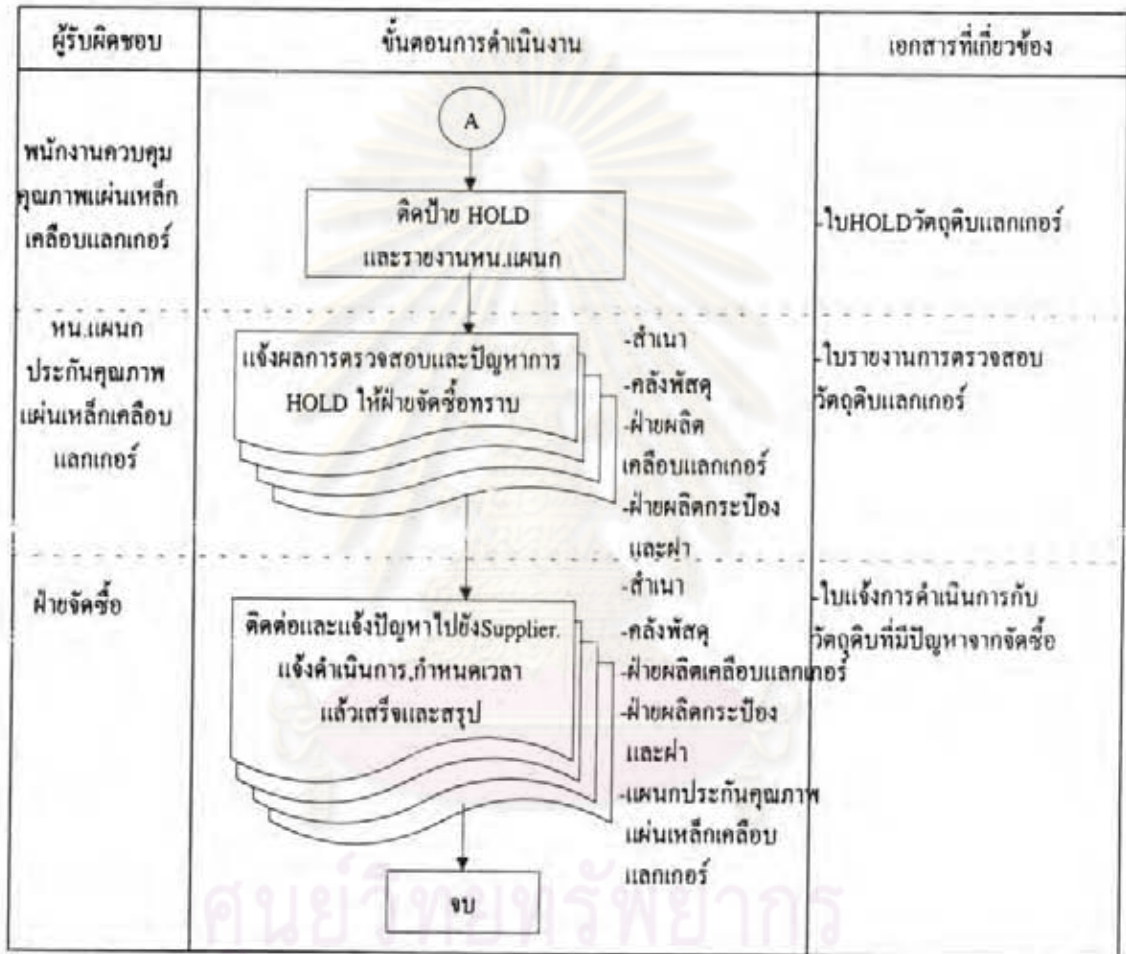 ผู้รับผิดชอบ
ขั้นตอนการดำเนินงาน
เอกสารที่เกี่ยวข้อง
A
พนักงานควบคุม
คุณภาพแผ่นเหล็ก
เคลือบแลกเกอร์
ติดป้าย HOLD
และรายงานหน.แผนก
-ใบHOLDวัตถุดิบแลกเกอร์
หน.แผนก
ประกันคุณภาพ
แผ่นเหล็กเคลือบ
แลกเกอร์
แจ้งผลการตรวจสอบและปัญหาการ
HOLD ให้ฝ่ายจัดซื้อทราบ
-สำเนา
-คลังพัสดุ
-ฝ่ายผลิต
เคลือบแลกเกอร์
-ฝ่ายผลิตกระป๋อง
และฝา
-ใบรายงานการตรวจสอบ
วัตถุดิบแลกเกอร์
ฝ่ายจัดซื้อ
ติดต่อและแจ้งปัญหาไปยังSupplier.
แจ้งดำเนินการ,กำหนดเวลา
แล้วเสร็จและสรุป
-สำเนา
-คลังพัสดุ
-ฝ่ายผลิตเคลือบแลกเกอร์
-ฝ่ายผลิตกระป๋อง
และฝา
-แผนกประกันคุณภาพ
แผ่นเหล็กเคลือบ
แลกเกอร์
-ใบแจ้งการดำเนินการกับ
วัตถุดิบที่มีปัญหาจากจัดซื้อ
จบ
ศูนย์วิทยทรัพยากร